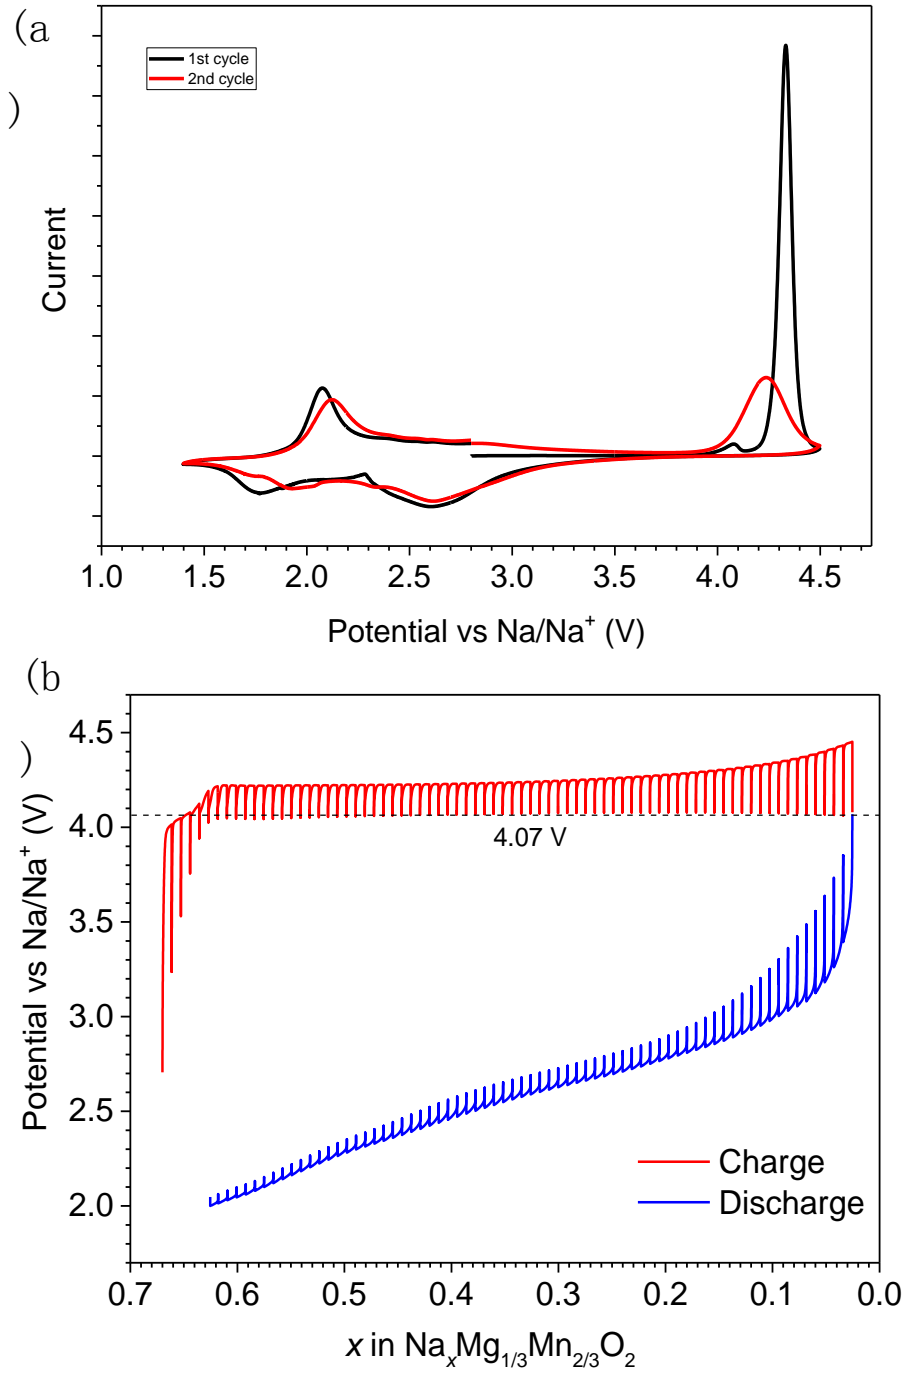 (a
)
1st cycle
2nd cycle
Current
1.0 1.5 2.0 2.5 3.0 3.5 4.0 4.5
Potential vs Na/Na⁺ (V)
(b
)
4.5
4.0
3.5
3.0
2.5
2.0
Potential vs Na/Na⁺ (V)
4.07 V
Charge
Discharge
0.7 0.6 0.5 0.4 0.3 0.2 0.1 0.0
x in NaₓMg₁/₃Mn₂/₃O₂